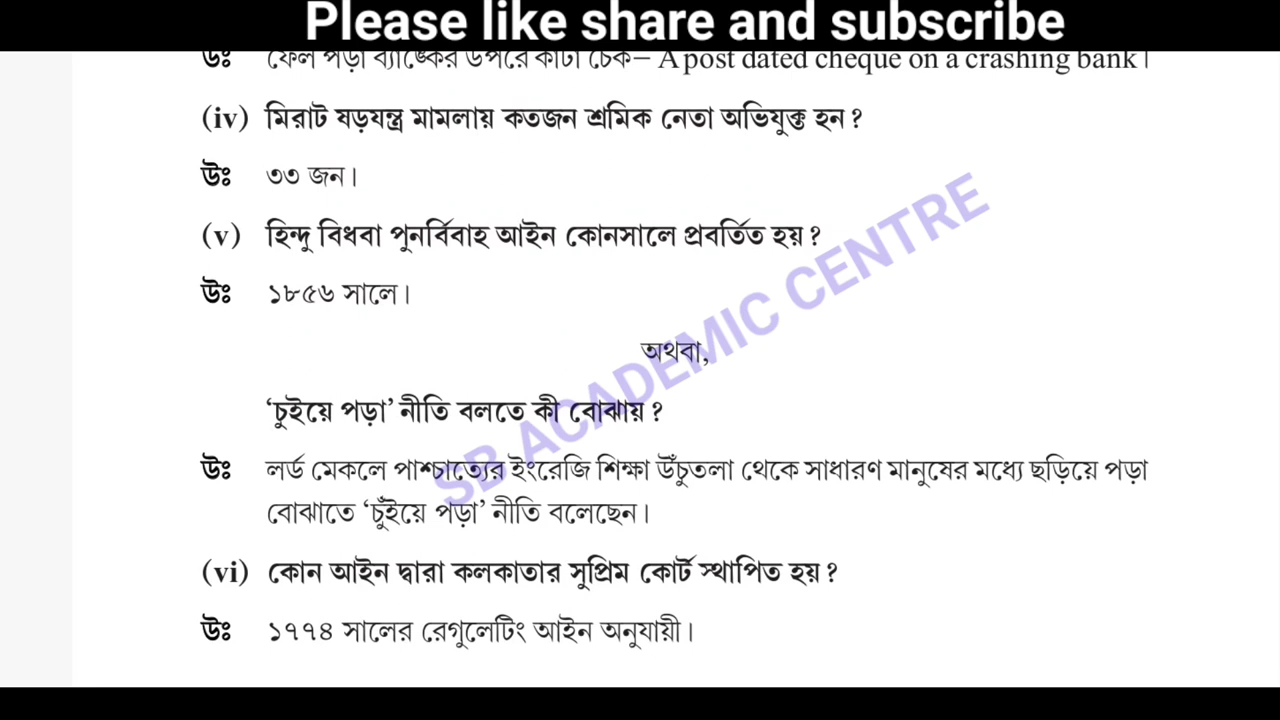 Please like share and subscribe
উঃ ফেল পড়া ব্যাঙ্কের উপরে কাটা চেক– A post dated cheque on a crashing bank।
(iv) মিরাট ষড়যন্ত্র মামলায় কতজন শ্রমিক নেতা অভিযুক্ত হন?
উঃ ৩৩ জন।
(v) হিন্দু বিধবা পুনর্বিবাহ আইন কোনসালে প্রবর্তিত হয়?
উঃ ১৮৫৬ সালে।
অথবা,
‘চুইয়ে পড়া’ নীতি বলতে কী বোঝায়?
উঃ লর্ড মেকলে পাশ্চাত্যের ইংরেজি শিক্ষা উঁচুতলা থেকে সাধারণ মানুষের মধ্যে ছড়িয়ে পড়া
বোঝাতে ‘চুঁইয়ে পড়া’ নীতি বলেছেন।
(vi) কোন আইন দ্বারা কলকাতার সুপ্রিম কোর্ট স্থাপিত হয়?
উঃ ১৭৭৪ সালের রেগুলেটিং আইন অনুযায়ী।
SB ACADEMIC CENTRE